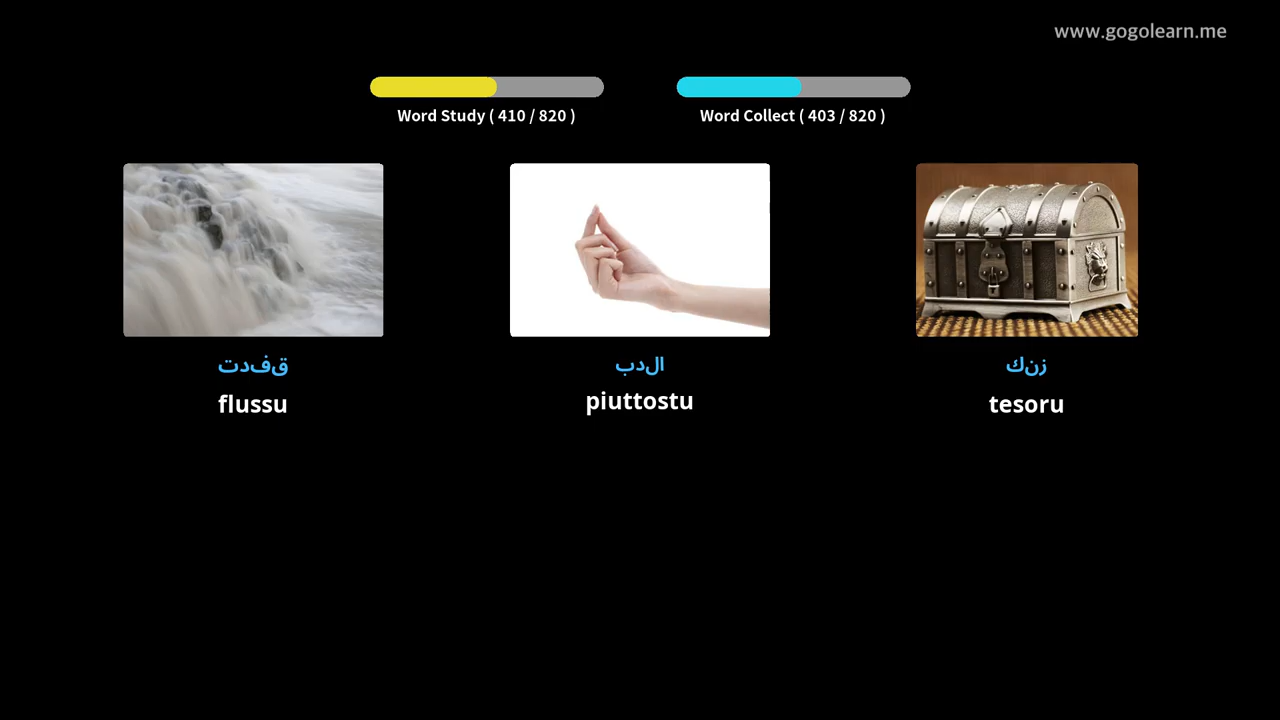 www.gogolearn.me
Word Study ( 410 / 820 )
Word Collect ( 403 / 820 )
قفدت
flussu
الدب
piuttostu
زنك
tesoru